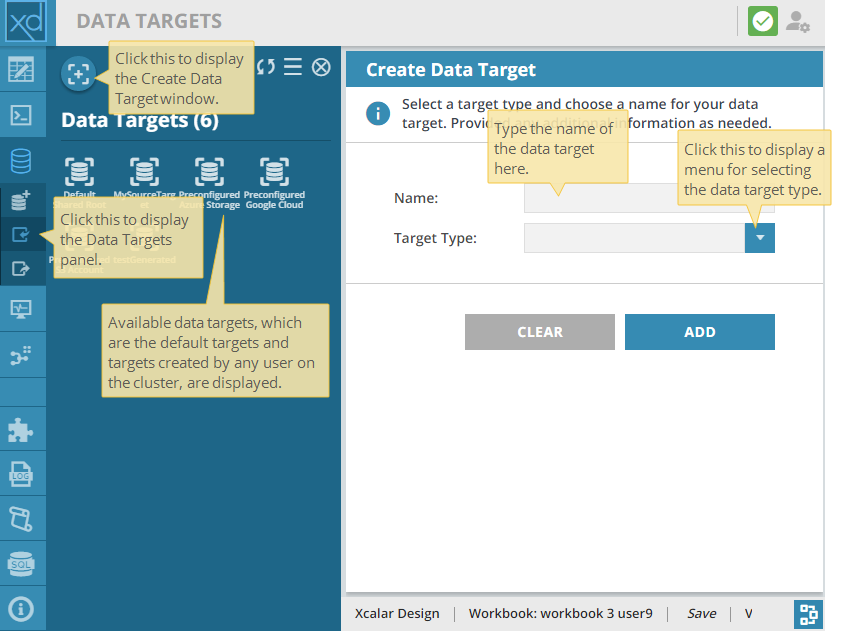 xd
DATA TARGETS
Click this to display
the Create Data
Target window.
Data Targets (6)
Default
Shared Root
MySourceTarg
et
Preconfigured
Azure Storage
Preconfigured
Google Cloud
testGenerated
Click this to display
the Data Targets
panel.
Available data targets, which
are the default targets and
targets created by any user on
the cluster, are displayed.
LOG
SQL
Create Data Target
Select a target type and choose a name for your data
target. Provide any additional information as needed.
Type the name of
the data target
here.
Click this to display a
menu for selecting
the data target type.
Name:
Target Type:
CLEAR
ADD
Xcalar Design
Workbook: workbook 3 user9
Save
V